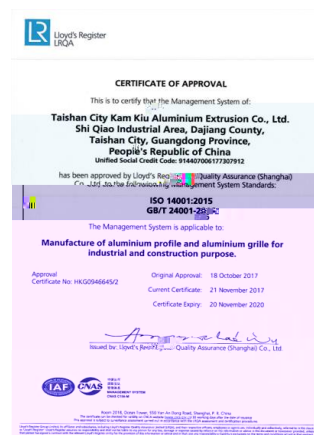 Lloyd's Register
LRQA
CERTIFICATE OF APPROVAL
This is to certify that the Management System of:
Taishan City Kam Kiu Aluminium Extrusion Co., Ltd.
Shi Qiao Industrial Area, Dajiang County,
Taishan City, Guangdong Province,
People's Republic of China
Unified Social Credit Code: 914407006177307912
has been approved by Lloyd's Quality Assurance (Shanghai)
Co., Ltd. to the following Management System Standards:
ISO 14001:2015
GB/T 24001-
The Management System is applicable to:
Manufacture of aluminium profile and aluminium grille for
industrial and construction purpose.
Approval
Certificate No: HKG0946645/2
Original Approval: 18 October 2017
Current Certificate: 21 November 2017
Certificate Expiry: 20 November 2020
Issued by: Lloyd's Quality Assurance (Shanghai) Co., Ltd.
IAF
CNAS
MANAGEMENT SYSTEM